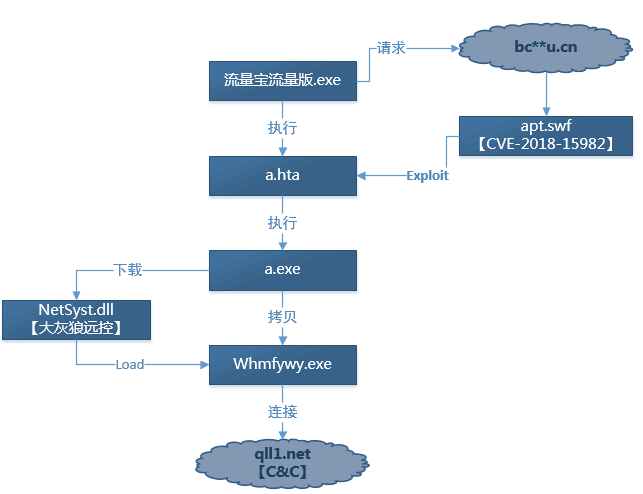 请求
bc**u.cn
流量宝流量版.exe
执行
apt.swf
【CVE-2018-15982】
a.hta
Exploit
执行
下载
a.exe
NetSyst.dll
【大灰狼远控】
拷贝
Load
Whmfywy.exe
连接
qll1.net
【C&C】